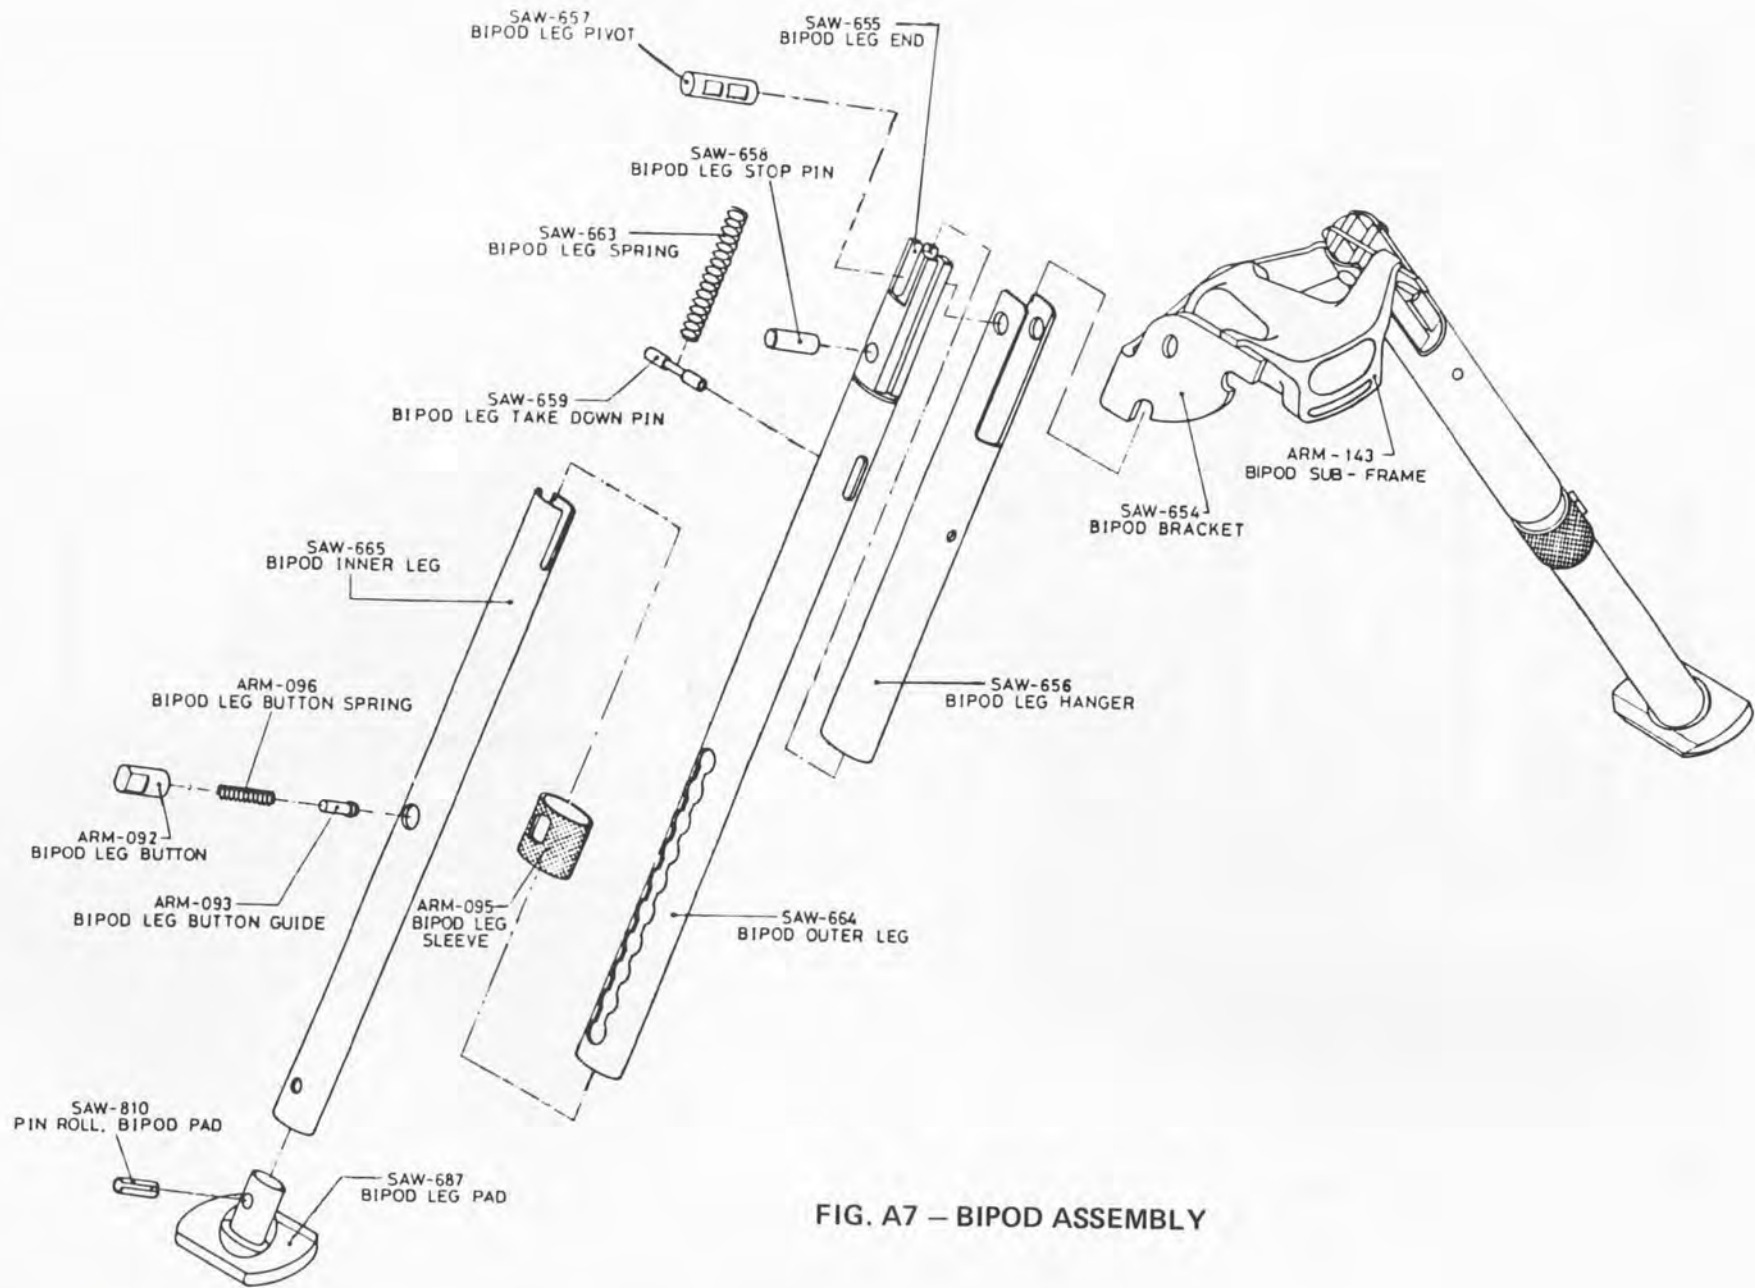 SAW-657
BIPOD LEG PIVOT
SAW-655
BIPOD LEG END
SAW-658
BIPOD LEG STOP PIN
SAW-663
BIPOD LEG SPRING
SAW-659
BIPOD LEG TAKE DOWN PIN
ARM-143
BIPOD SUB-FRAME
SAW-654
BIPOD BRACKET
SAW-665
BIPOD INNER LEG
SAW-656
BIPOD LEG HANGER
ARM-096
BIPOD LEG BUTTON SPRING
ARM-092
BIPOD LEG BUTTON
ARM-093
BIPOD LEG BUTTON GUIDE
ARM-095
BIPOD LEG
SLEEVE
SAW-664
BIPOD OUTER LEG
SAW-810
PIN ROLL, BIPOD PAD
SAW-687
BIPOD LEG PAD
FIG. A7 — BIPOD ASSEMBLY